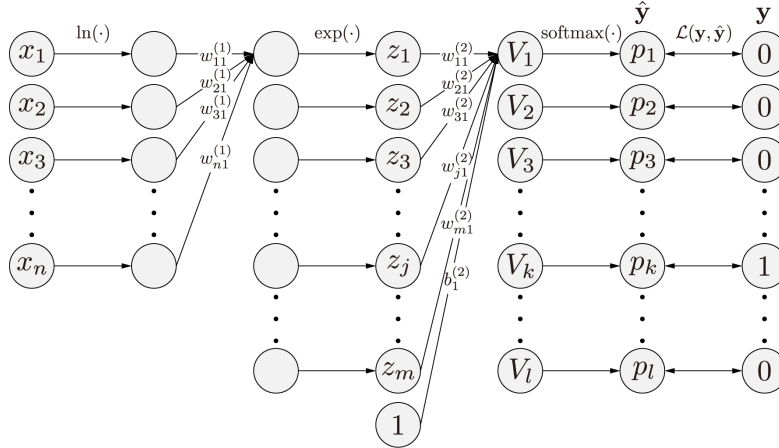 ŷ y
ln(·) exp(·) softmax(·) ℒ(y, ŷ)
x₁ w₁₁⁽¹⁾ z₁ w₁₁⁽²⁾ V₁ p₁ 0
w₂₁⁽¹⁾ w₂₁⁽²⁾
x₂ z₂ V₂ p₂ 0
w₃₁⁽¹⁾ w₃₁⁽²⁾
x₃ wₙ₁⁽¹⁾ z₃ wⱼ₁⁽²⁾ V₃ p₃ 0
wₘ₁⁽²⁾
xₙ zⱼ Vₖ pₖ 1
b₁⁽²⁾
zₘ Vₗ pₗ 0
1